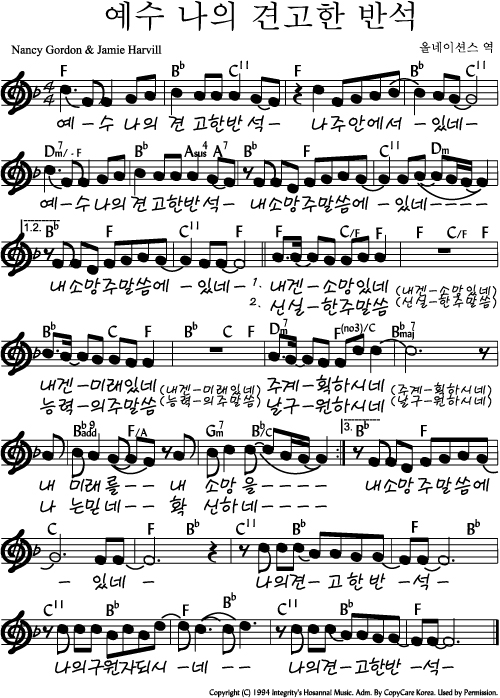 예수 나의 견고한 반석
Nancy Gordon & Jamie Harvill
올네이션스 역
F B♭ C11 F B♭ C11
예-수 나의 견 고한반 석- 나 주안에서 -있네-
Dm7/-F B♭ Asus4 A7 B♭ F C11 Dm
예-수나의견고한반석- 내소망주말씀에 -있네-----
1.2. B♭ F C11 F F C/F F C/F F
내소망주말씀에 -있네- 1. 내겐-소망있네 (내겐-소망있네)
2. 신실-한주말씀 (신실-한주말씀)
B♭ C F B♭ C F Dm7 F(no3)/C B♭maj7
내겐-미래있네 (내겐-미래있네) 주계-획하시네 (주계-획하시네)
능력-의주말씀 (능력-의주말씀) 날구-원하시네 (날구-원하시네)
B♭add9 F/A Gm7 B♭/C 3. B♭
내 미래를-- 내 소망을---- 내소망주말씀에
나 는믿네-- 확 신하네----
C F B♭ C11 F B♭
- 있네- 나의견-고한반 -석-
C11 B♭ F B♭ C11 F B♭
나의구원자되시 -네-- 나의견-고한반 -석-
Copyright (C) 1994 Integrity's Hosanna! Music. Adm. By CopyCare Korea. Used by Permission.